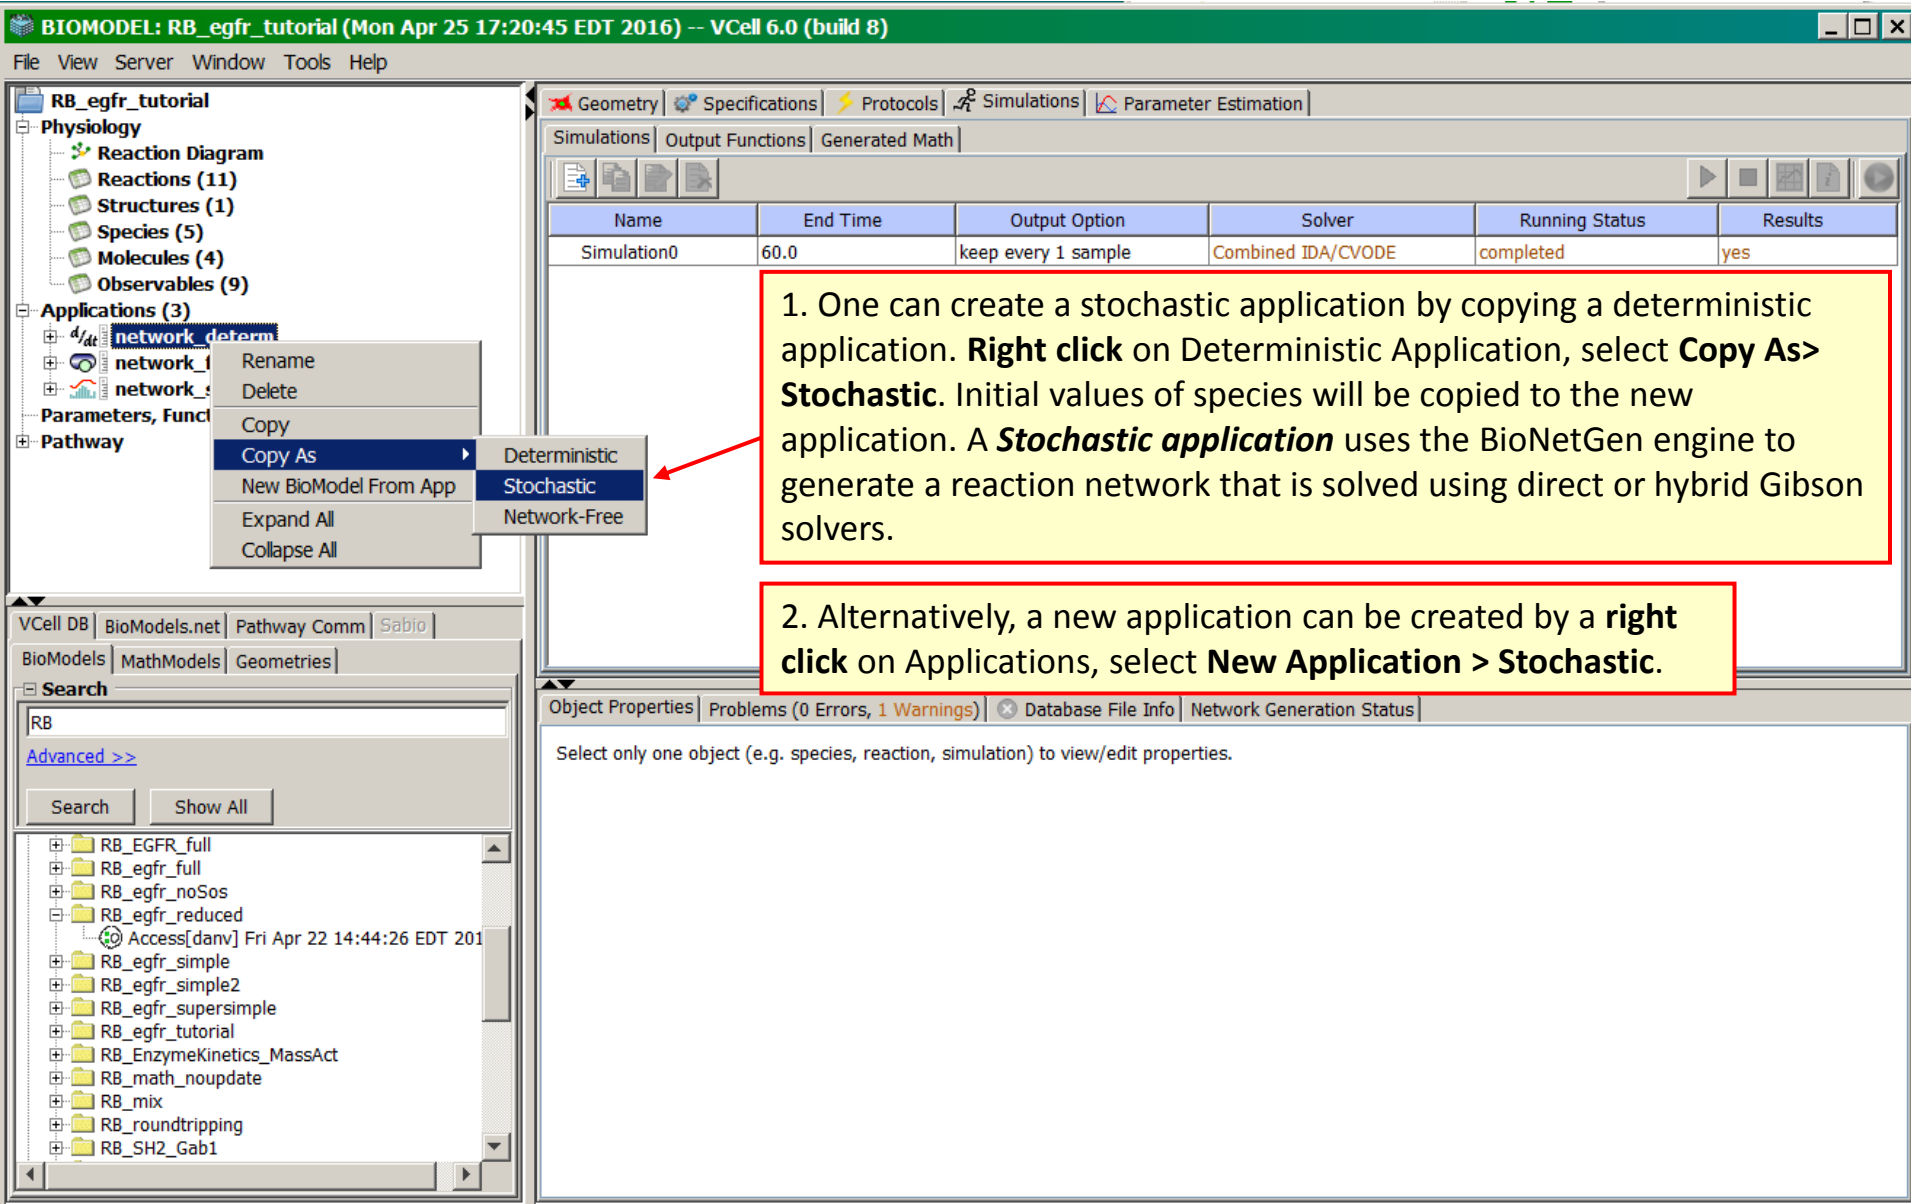 BIOMODEL: RB_egfr_tutorial (Mon Apr 25 17:20:45 EDT 2016) -- VCell 6.0 (build 8)
File View Server Window Tools Help
RB_egfr_tutorial
Physiology
Reaction Diagram
Reactions (11)
Structures (1)
Species (5)
Molecules (4)
Observables (9)
Applications (3)
d/dt network_determ
network_f
network_s
Parameters, Funct
Pathway
Rename
Delete
Copy
Copy As
New BioModel From App
Expand All
Collapse All
Deterministic
Stochastic
Network-Free
Geometry Specifications Protocols Simulations Parameter Estimation
Simulations Output Functions Generated Math
Name End Time Output Option Solver Running Status Results
Simulation0 60.0 keep every 1 sample Combined IDA/CVODE completed yes
1. One can create a stochastic application by copying a deterministic
application. Right click on Deterministic Application, select Copy As>
Stochastic. Initial values of species will be copied to the new
application. A Stochastic application uses the BioNetGen engine to
generate a reaction network that is solved using direct or hybrid Gibson
solvers.
2. Alternatively, a new application can be created by a right
click on Applications, select New Application > Stochastic.
VCell DB BioModels.net Pathway Comm Sabio
BioModels MathModels Geometries
Search
RB
Advanced >>
Search Show All
RB_EGFR_full
RB_egfr_full
RB_egfr_noSos
RB_egfr_reduced
Access[danv] Fri Apr 22 14:44:26 EDT 201
RB_egfr_simple
RB_egfr_simple2
RB_egfr_supersimple
RB_egfr_tutorial
RB_EnzymeKinetics_MassAct
RB_math_noupdate
RB_mix
RB_roundtripping
RB_SH2_Gab1
Object Properties Problems (0 Errors, 1 Warnings) Database File Info Network Generation Status
Select only one object (e.g. species, reaction, simulation) to view/edit properties.